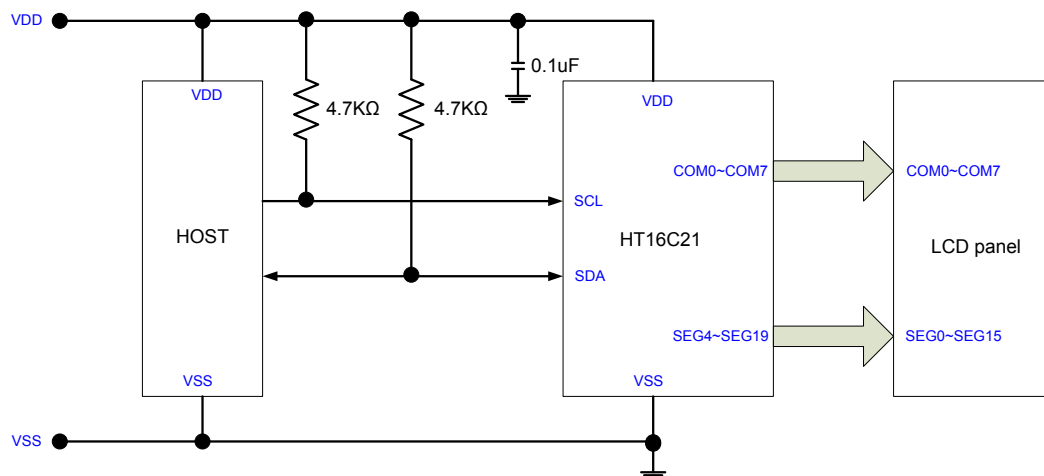 VDD
0.1uF
VDD
4.7KΩ
4.7KΩ
VDD
COM0~COM7
COM0~COM7
SCL
HOST
HT16C21
LCD panel
SDA
SEG4~SEG19
SEG0~SEG15
VSS
VSS
VSS